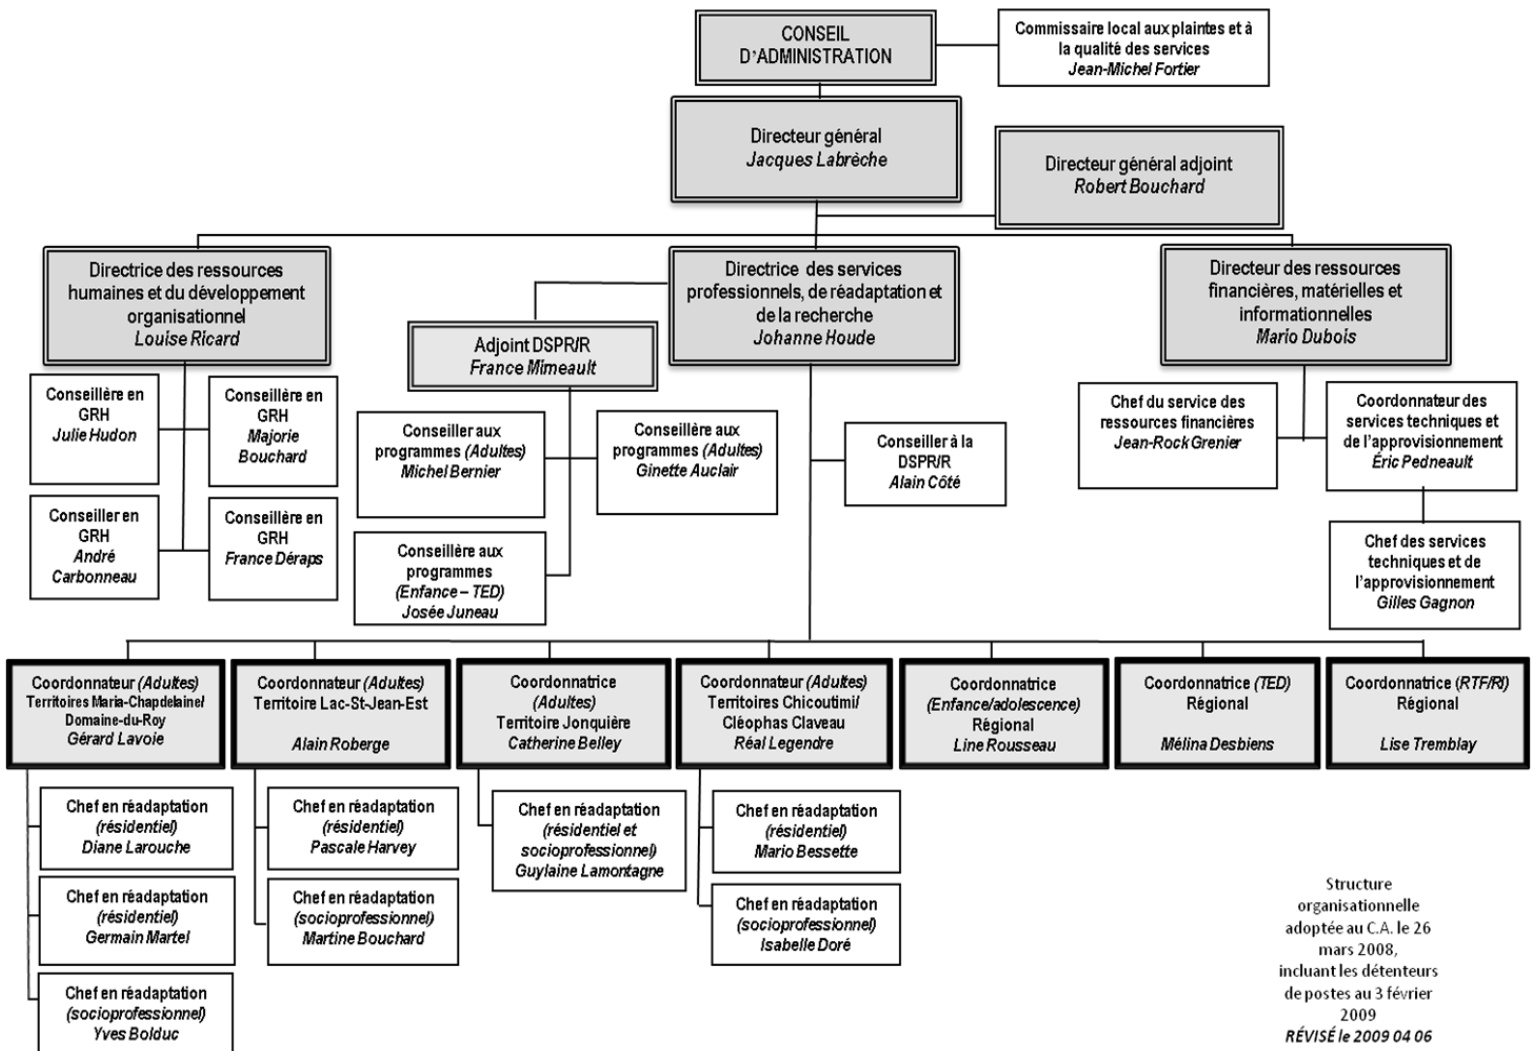 CONSEIL
D'ADMINISTRATION
Commissaire local aux plaintes et à
la qualité des services
Jean-Michel Fortier
Directeur général
Jacques Labrèche
Directeur général adjoint
Robert Bouchard
Directrice des ressources
humaines et du développement
organisationnel
Louise Ricard
Directrice des services
professionnels, de réadaptation et
de la recherche
Johanne Houde
Directeur des ressources
financières, matérielles et
informationnelles
Mario Dubois
Adjoint DSPR/R
France Mimeault
Conseillère en
GRH
Julie Hudon
Conseillère en
GRH
Majorie
Bouchard
Conseiller en
GRH
André
Carbonneau
Conseillère en
GRH
France Déraps
Conseiller aux
programmes (Adultes)
Michel Bernier
Conseillère aux
programmes (Adultes)
Ginette Auclair
Conseillère aux
programmes
(Enfance – TED)
Josée Juneau
Conseiller à la
DSPR/R
Alain Côté
Chef du service des
ressources financières
Jean-Rock Grenier
Coordonnateur des
services techniques et
de l'approvisionnement
Éric Pedneault
Chef des services
techniques et de
l'approvisionnement
Gilles Gagnon
Coordonnateur (Adultes)
Territoires Maria-Chapdelaine/
Domaine-du-Roy
Gérard Lavoie
Coordonnateur (Adultes)
Territoire Lac-St-Jean-Est
Alain Roberge
Coordonnatrice
(Adultes)
Territoire Jonquière
Catherine Belley
Coordonnateur (Adultes)
Territoires Chicoutimi/
Cléophas Claveau
Réal Legendre
Coordonnatrice
(Enfance/adolescence)
Régional
Line Rousseau
Coordonnatrice (TED)
Régional
Mélina Desbiens
Coordonnatrice (RTF/RI)
Régional
Lise Tremblay
Chef en réadaptation
(résidentiel)
Diane Larouche
Chef en réadaptation
(résidentiel)
Germain Martel
Chef en réadaptation
(socioprofessionnel)
Yves Bolduc
Chef en réadaptation
(résidentiel)
Pascale Harvey
Chef en réadaptation
(socioprofessionnel)
Martine Bouchard
Chef en réadaptation
(résidentiel et
socioprofessionnel)
Guylaine Lamontagne
Chef en réadaptation
(résidentiel)
Mario Bessette
Chef en réadaptation
(socioprofessionnel)
Isabelle Doré
Structure
organisationnelle
adoptée au C.A. le 26
mars 2008,
incluant les détenteurs
de postes au 3 février
2009
RÉVISÉ le 2009 04 06